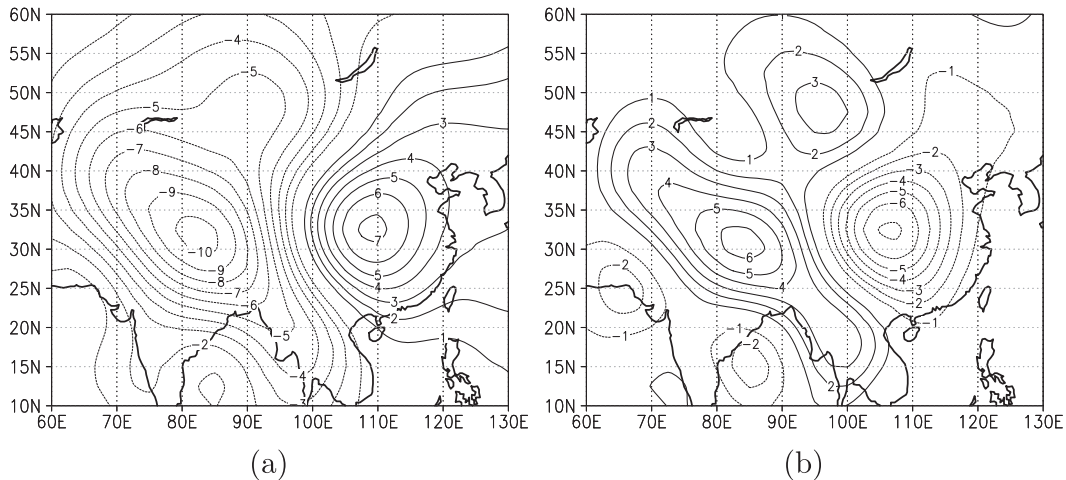 60N 60N
-4 2
55N 55N
-5 3 -1
50N 50N
-5 1
-6 3 2
45N 45N
-7 4 3 1 2 -2
40N -8 5 40N 4 -3
-9 6 -4
35N 35N 5 -5
-6
7
30N -10 30N 6
-9 5 5 -5
-8 4 4 -4
25N -7 3 25N -2 -3
-6 2 -2
20N -5 1 20N -1 -1 -1
-2 -2
15N -4 15N
2
10N 10N
60E 70E 80E 90E 100E 110E 120E 130E 60E 70E 80E 90E 100E 110E 120E 130E
(a) (b)